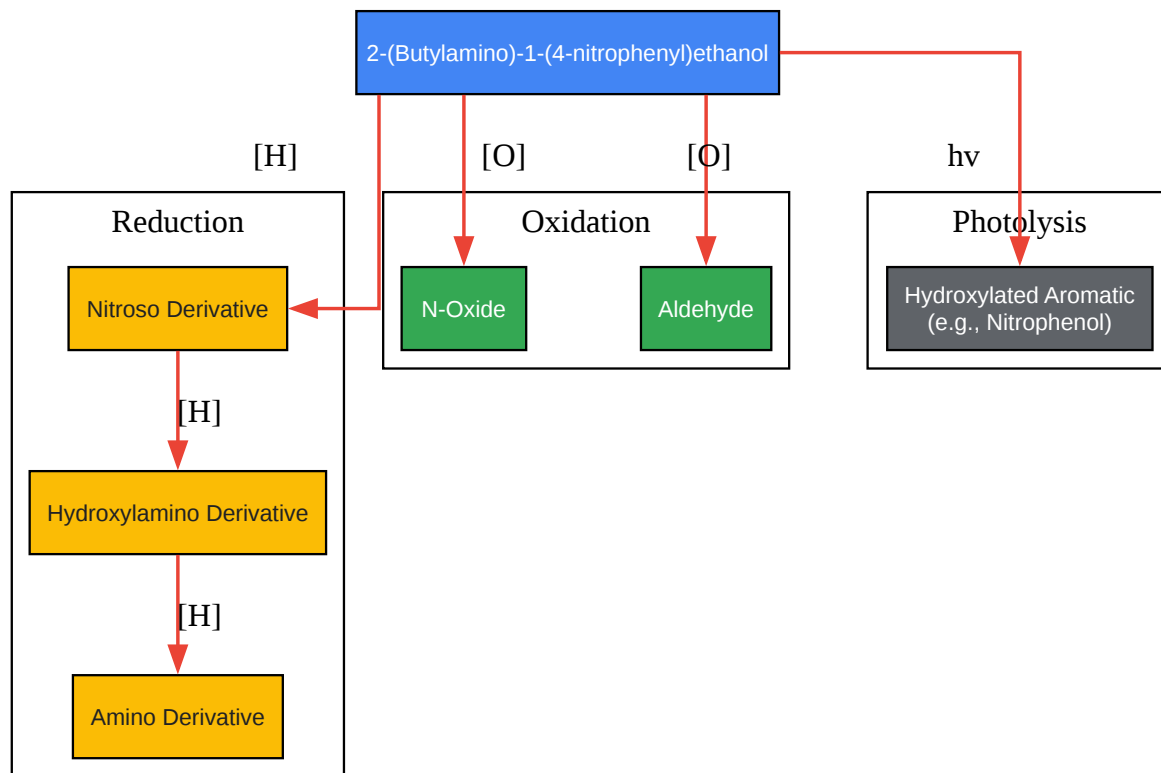 2-(Butylamino)-1-(4-nitrophenyl)ethanol
[H]
[O]
[O]
hv
Reduction
Oxidation
Photolysis
Nitroso Derivative
N-Oxide
Aldehyde
Hydroxylated Aromatic
(e.g., Nitrophenol)
[H]
Hydroxylamino Derivative
[H]
Amino Derivative